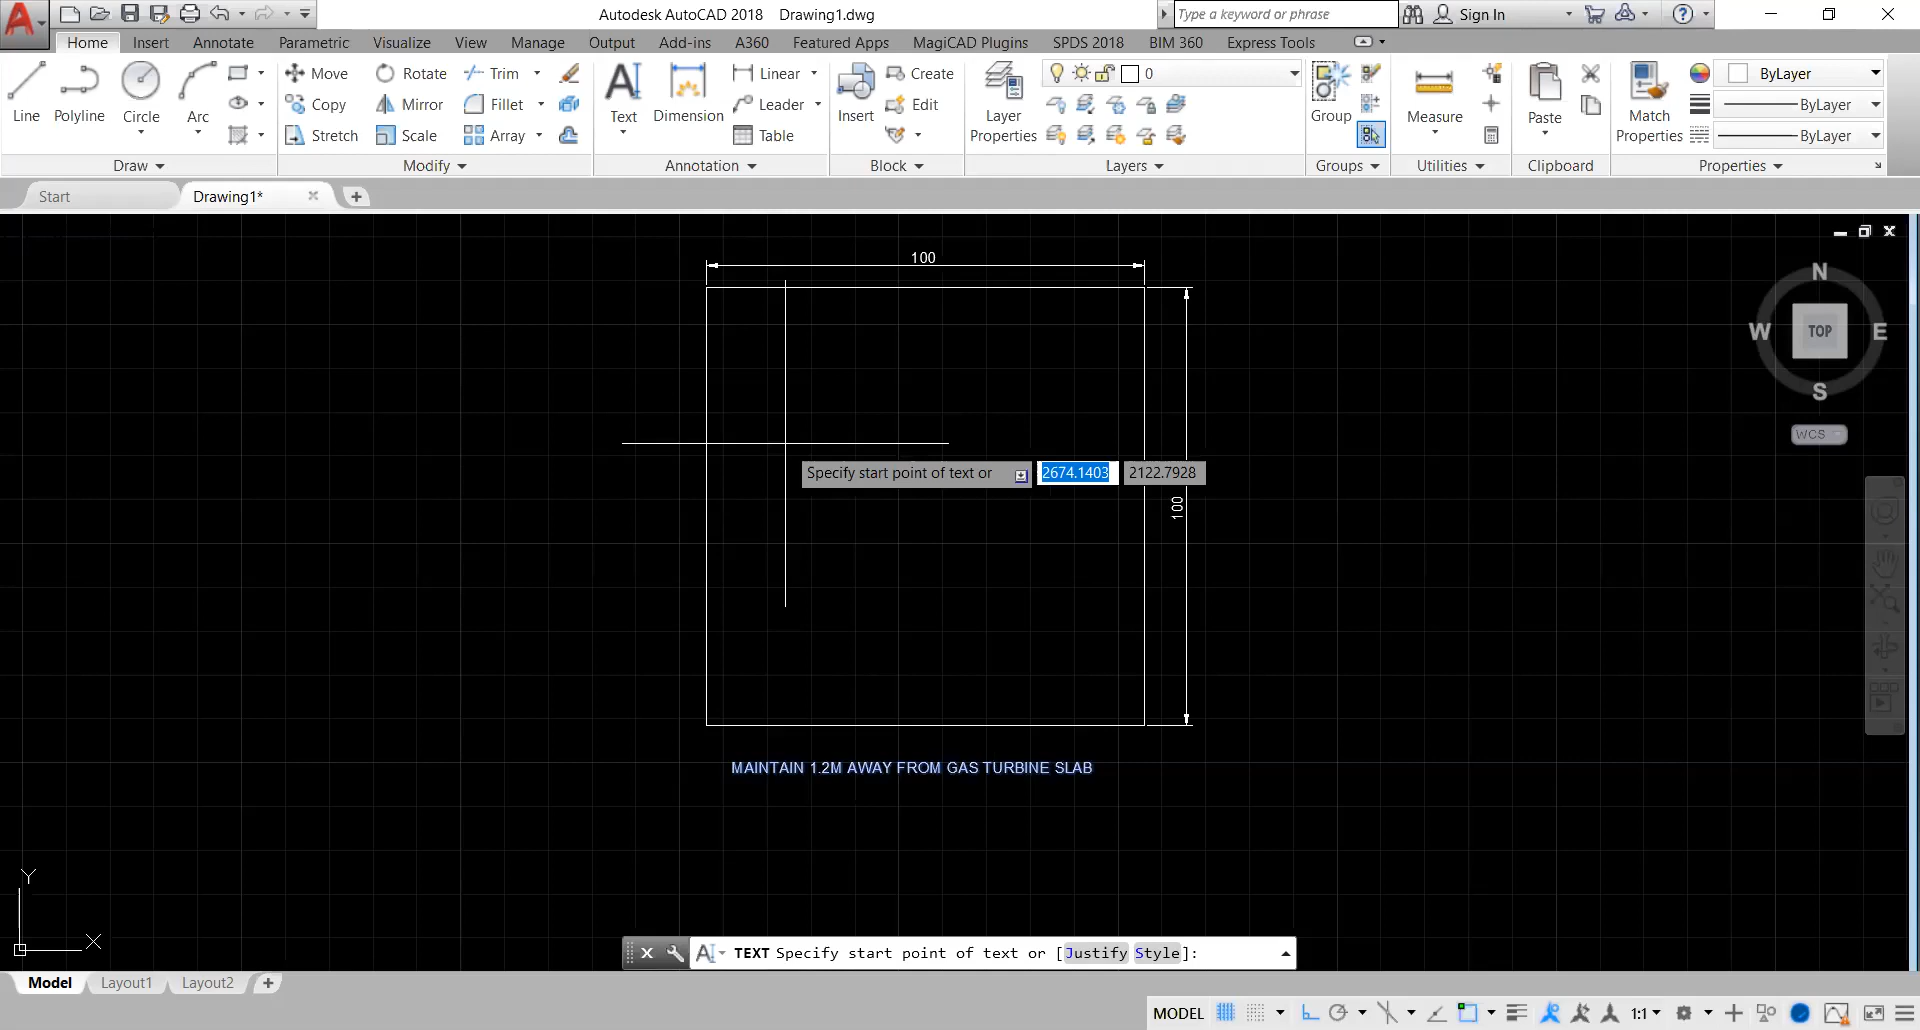 Autodesk AutoCAD 2018 Drawing1.dwg
Type a keyword or phrase
Sign In
Home Insert Annotate Parametric Visualize View Manage Output Add-ins A360 Featured Apps MagiCAD Plugins SPDS 2018 BIM 360 Express Tools
Line Polyline Circle Arc
Move Rotate Trim
Copy Mirror Fillet
Stretch Scale Array
Text Dimension
Linear
Leader
Table
Insert
Create
Edit
Layer Properties
0
Group
Measure
Paste
Match Properties
ByLayer
ByLayer
ByLayer
Draw Modify Annotation Block Layers Groups Utilities Clipboard Properties
Start Drawing1*
100
N
W TOP E
S
WCS
Specify start point of text or 2674.1403 2122.7928
100
MAINTAIN 1.2M AWAY FROM GAS TURBINE SLAB
Y
X
TEXT Specify start point of text or [Justify Style]:
Model Layout1 Layout2
MODEL 1:1